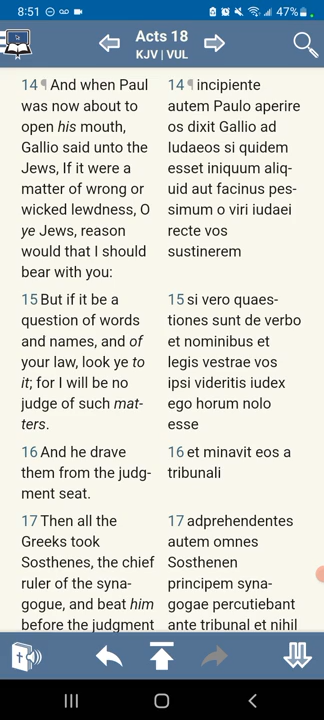 8:51
47%
Acts 18
KJV | VUL
14 ¶ And when Paul
was now about to
open his mouth,
Gallio said unto the
Jews, If it were a
matter of wrong or
wicked lewdness, O
ye Jews, reason
would that I should
bear with you:
15 But if it be a
question of words
and names, and of
your law, look ye to
it; for I will be no
judge of such mat-
ters.
16 And he drave
them from the judg-
ment seat.
17 Then all the
Greeks took
Sosthenes, the chief
ruler of the syna-
gogue, and beat him
before the judgment
14 ¶ incipiente
autem Paulo aperire
os dixit Gallio ad
Iudaeos si quidem
esset iniquum aliq-
uid aut facinus pes-
simum o viri iudaei
recte vos
sustinerem
15 si vero quaes-
tiones sunt de verbo
et nominibus et
legis vestrae vos
ipsi videritis iudex
ego horum nolo
esse
16 et minavit eos a
tribunali
17 adprehendentes
autem omnes
Sosthenen
principem syna-
gogae percutiebant
ante tribunal et nihil